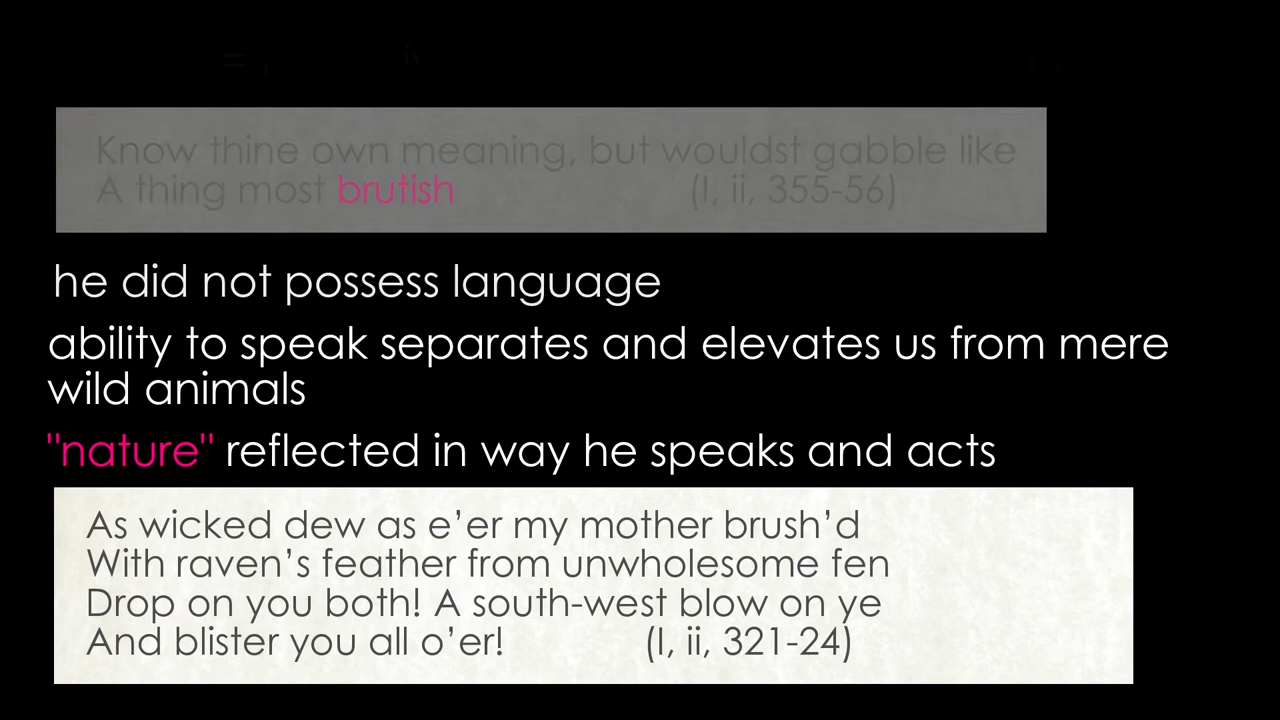 Know thine own meaning, but wouldst gabble like
A thing most brutish (I, ii, 355-56)
he did not possess language
ability to speak separates and elevates us from mere
wild animals
"nature" reflected in way he speaks and acts
As wicked dew as e’er my mother brush’d
With raven’s feather from unwholesome fen
Drop on you both! A south-west blow on ye
And blister you all o’er! (I, ii, 321-24)